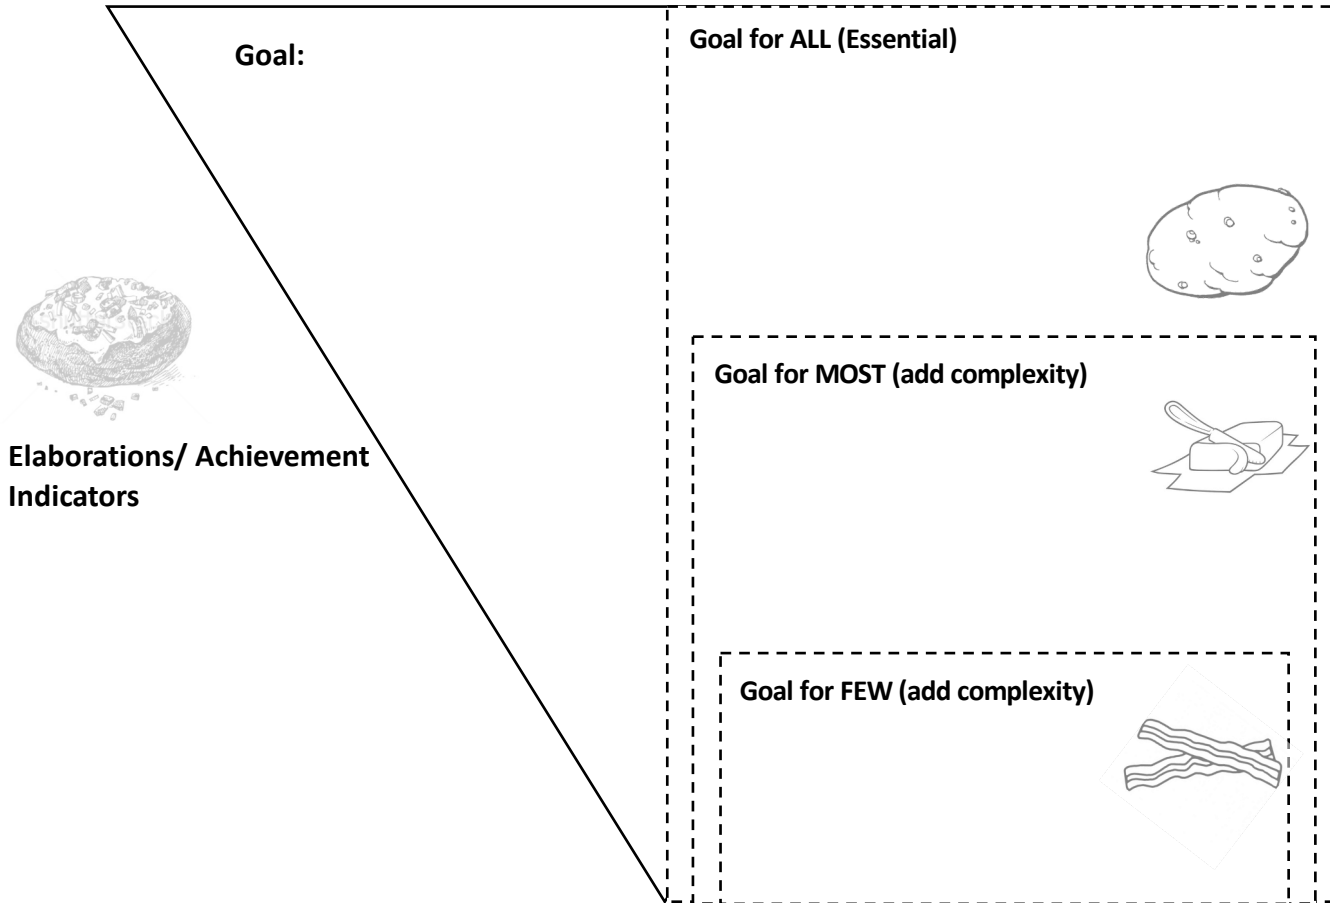 Goal:
Goal for ALL (Essential)
Goal for MOST (add complexity)
Elaborations/ Achievement
Indicators
Goal for FEW (add complexity)